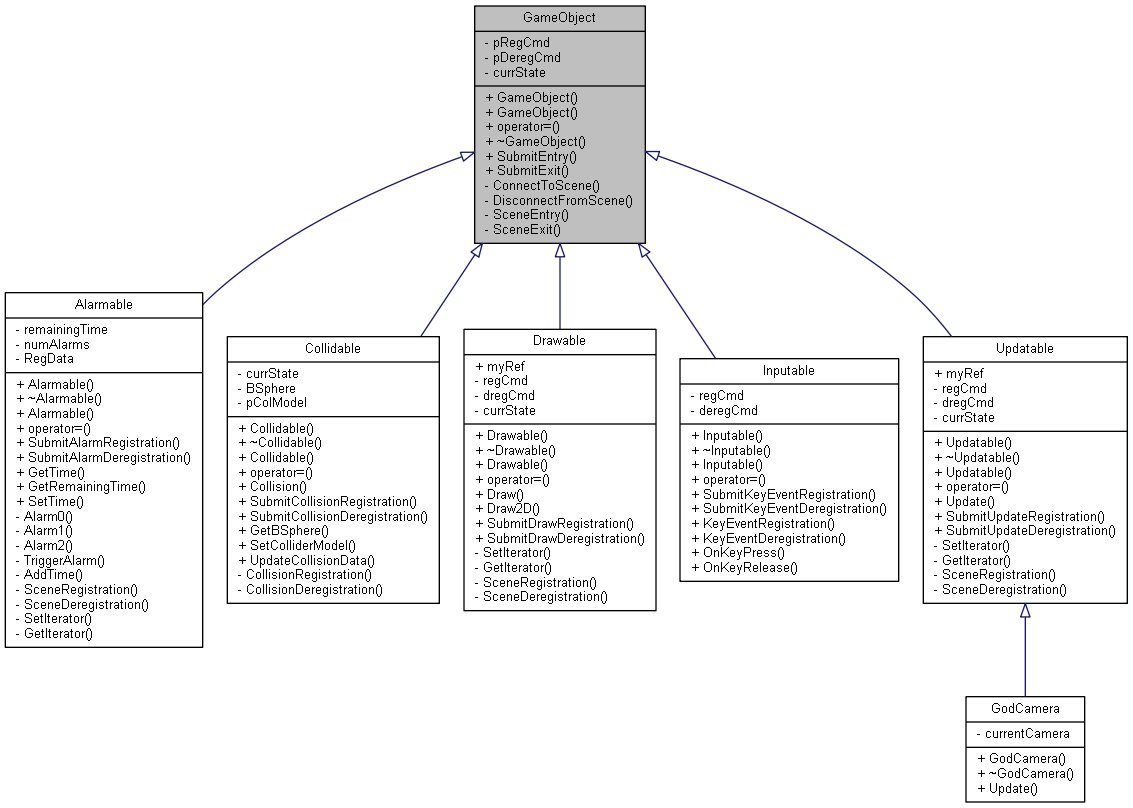 GameObject
- pRegCmd
- pDeregCmd
- currState
+ GameObject()
+ GameObject()
+ operator=()
+ ~GameObject()
+ SubmitEntry()
+ SubmitExit()
- ConnectToScene()
- DisconnectFromScene()
- SceneEntry()
- SceneExit()
Alarmable
- remainingTime
- numAlarms
- RegData
+ Alarmable()
+ ~Alarmable()
+ Alarmable()
+ operator=()
+ SubmitAlarmRegistration()
+ SubmitAlarmDeregistration()
+ GetTime()
+ GetRemainingTime()
+ SetTime()
- Alarm0()
- Alarm1()
- Alarm2()
- TriggerAlarm()
- AddTime()
- SceneRegistration()
- SceneDeregistration()
- SetIterator()
- GetIterator()
Collidable
- currState
- BSphere
- pColModel
+ Collidable()
+ ~Collidable()
+ Collidable()
+ operator=()
+ Collision()
+ SubmitCollisionRegistration()
+ SubmitCollisionDeregistration()
+ GetBSphere()
+ SetColliderModel()
+ UpdateCollisionData()
- CollisionRegistration()
- CollisionDeregistration()
Drawable
+ myRef
- regCmd
- dregCmd
- currState
+ Drawable()
+ ~Drawable()
+ Drawable()
+ operator=()
+ Draw()
+ Draw2D()
+ SubmitDrawRegistration()
+ SubmitDrawDeregistration()
- SetIterator()
- GetIterator()
- SceneRegistration()
- SceneDeregistration()
Inputable
- regCmd
- deregCmd
+ Inputable()
+ ~Inputable()
+ Inputable()
+ operator=()
+ SubmitKeyEventRegistration()
+ SubmitKeyEventDeregistration()
+ KeyEventRegistration()
+ KeyEventDeregistration()
+ OnKeyPress()
+ OnKeyRelease()
Updatable
+ myRef
- regCmd
- dregCmd
- currState
+ Updatable()
+ ~Updatable()
+ Updatable()
+ operator=()
+ Update()
+ SubmitUpdateRegistration()
+ SubmitUpdateDeregistration()
- SetIterator()
- GetIterator()
- SceneRegistration()
- SceneDeregistration()
GodCamera
- currentCamera
+ GodCamera()
+ ~GodCamera()
+ Update()